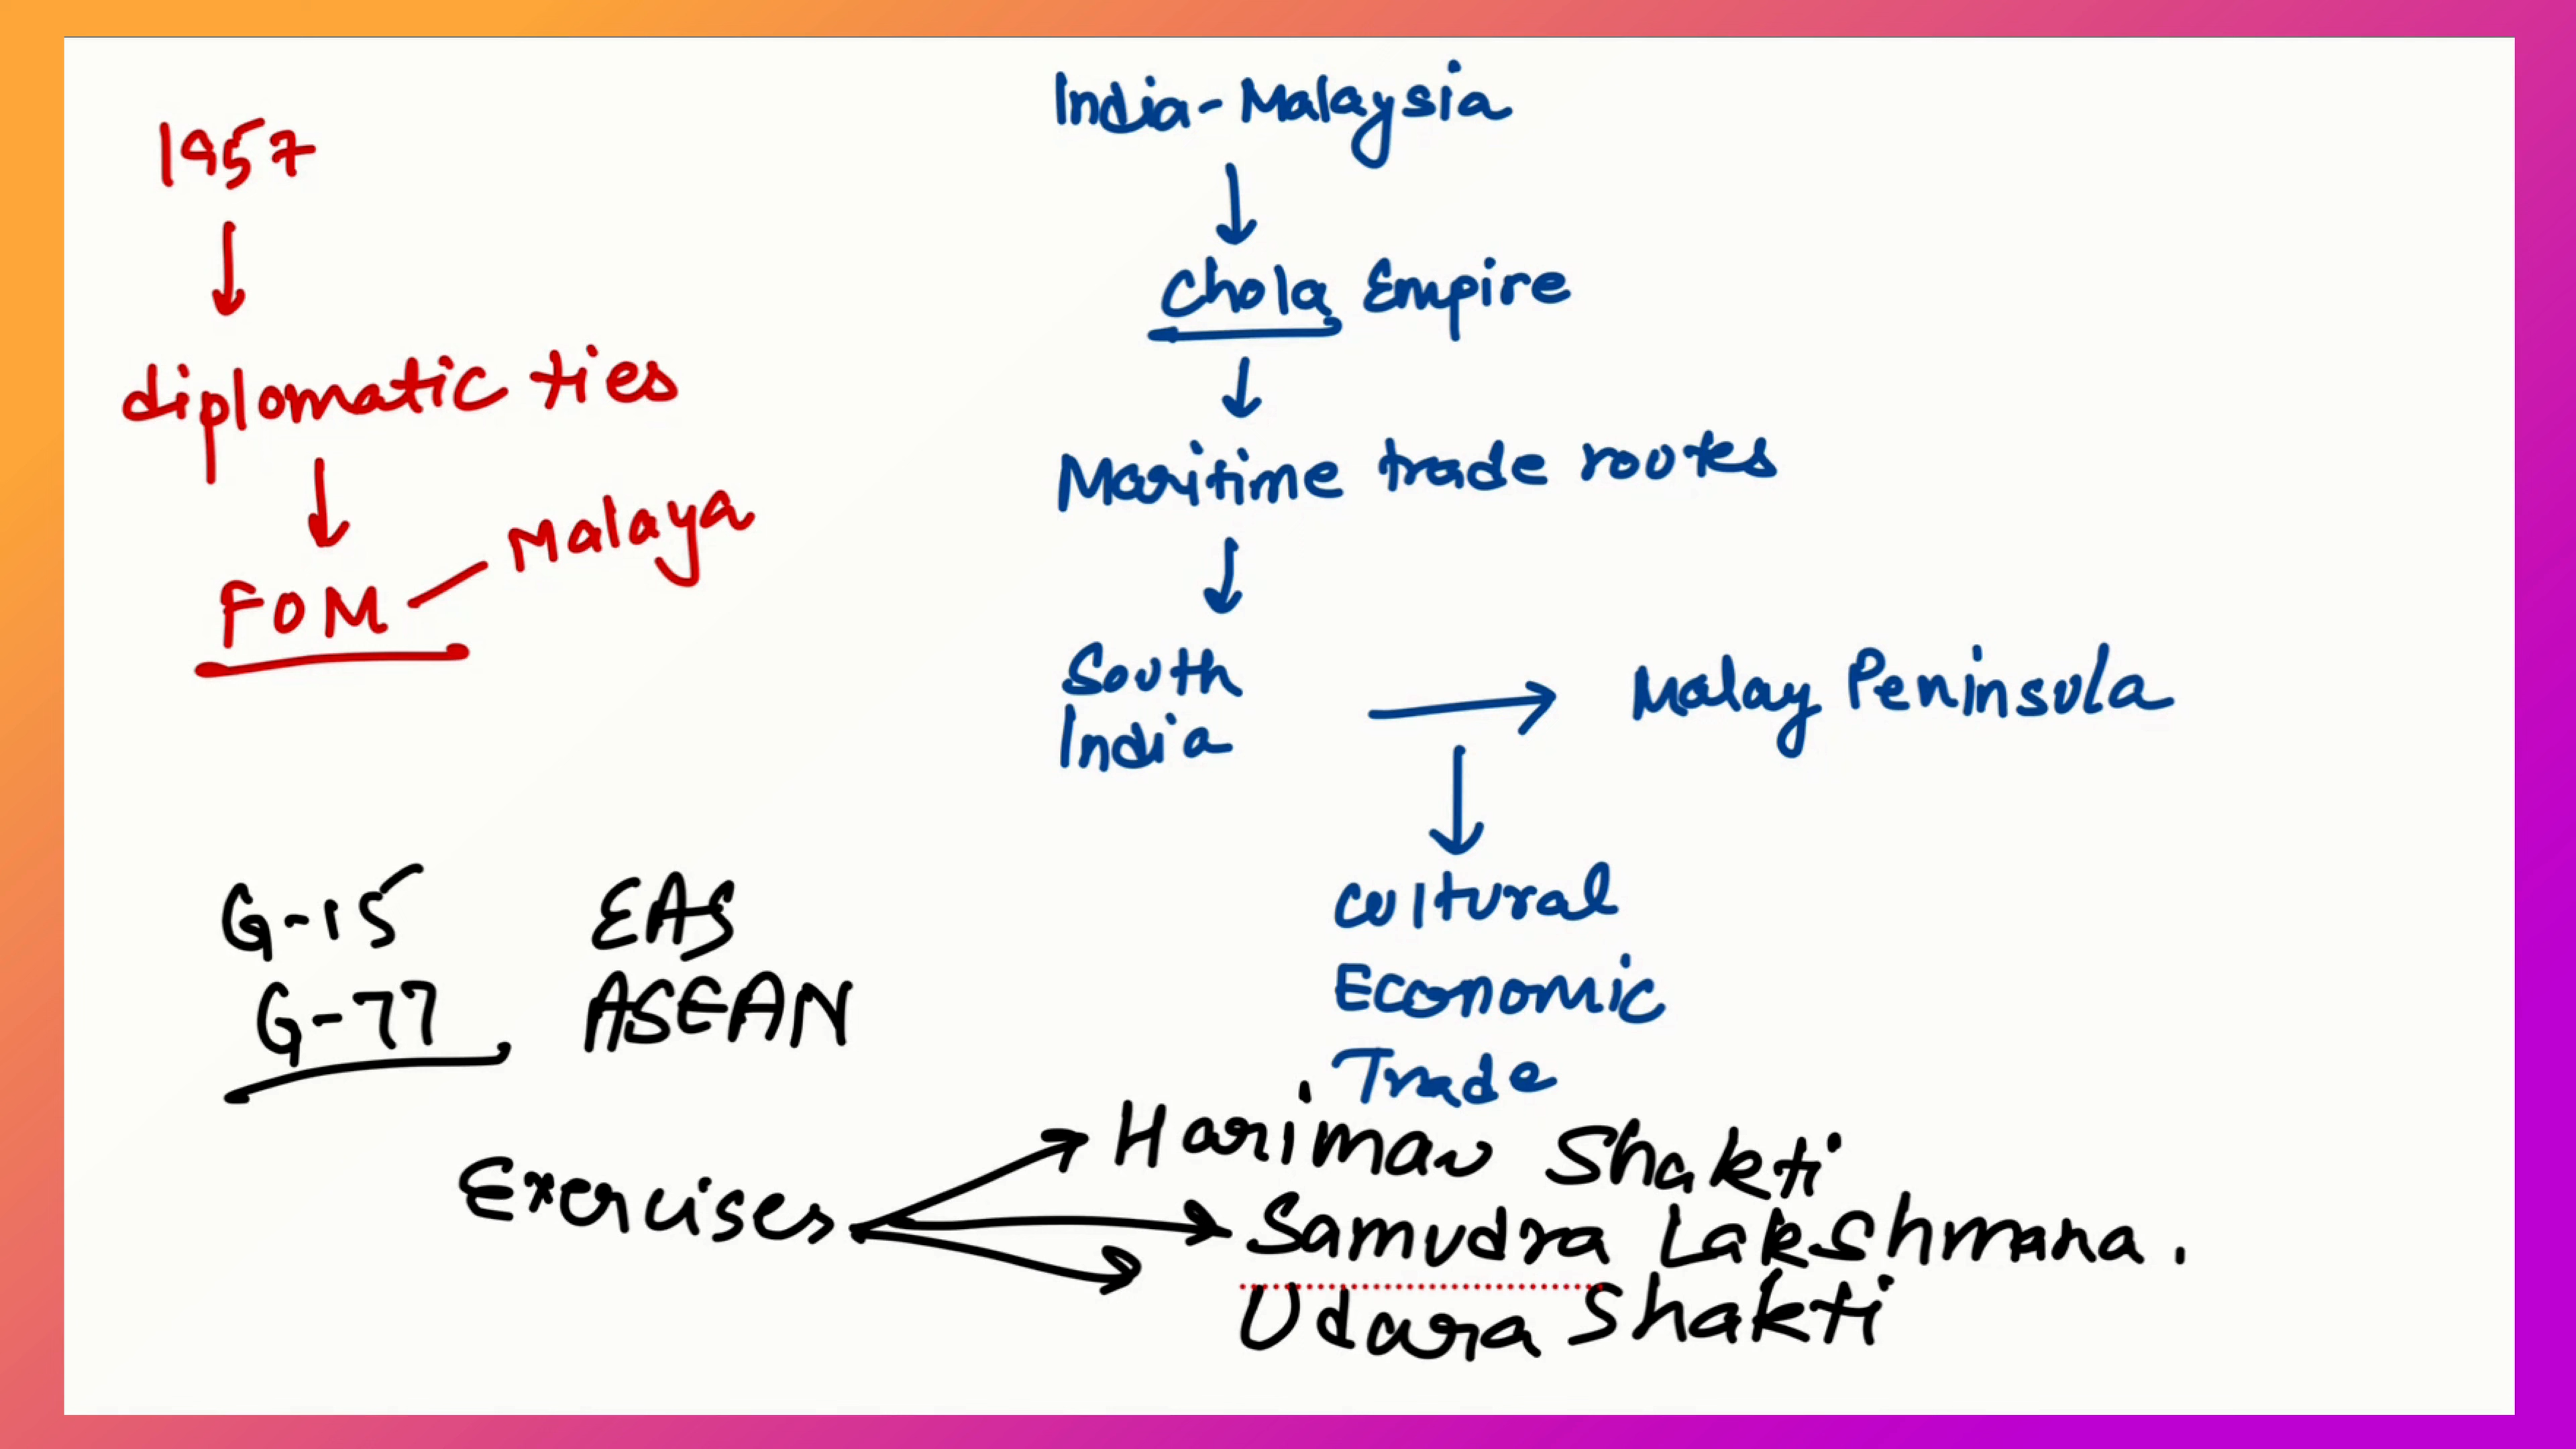 1957
diplomatic ties
FOM
Malaya
India-Malaysia
Chola Empire
Maritime trade routes
South
India
Malay Peninsula
Cultural
Economic
Trade
G-15
EAS
G-77
ASEAN
Exercises
Harimau Shakti
Samudra Lakshmana.
Udara Shakti